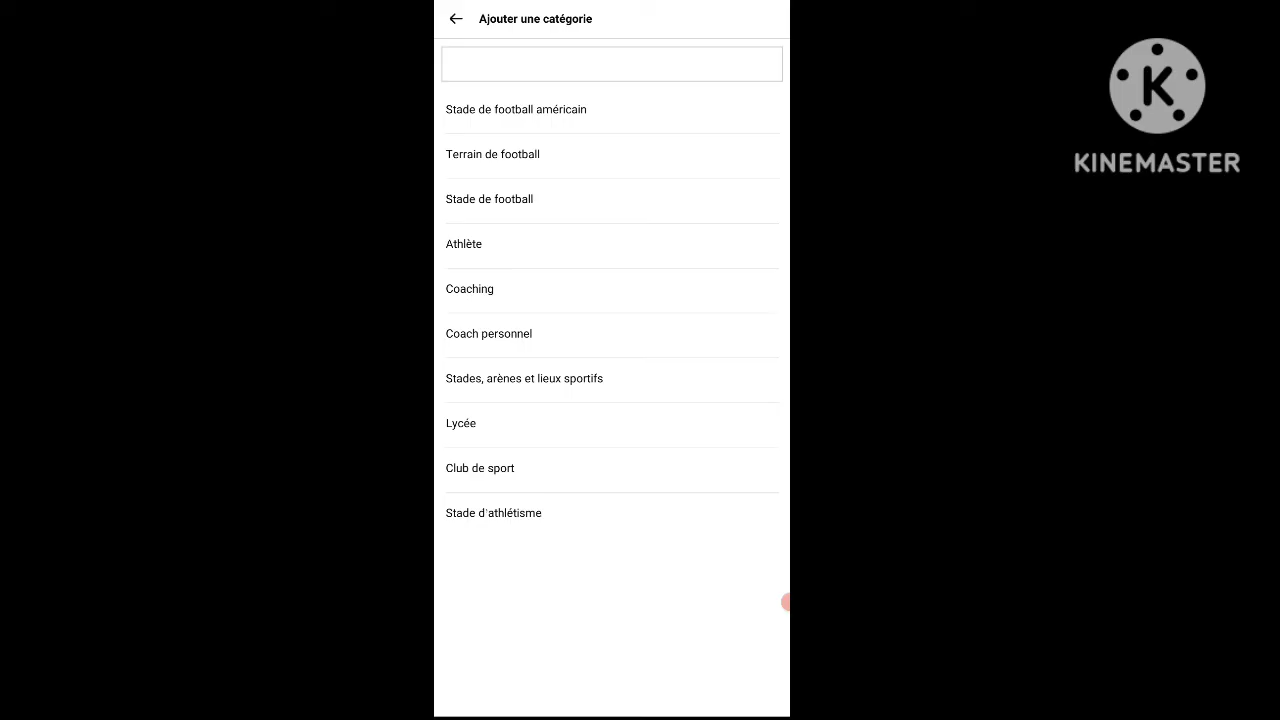 Ajouter une catégorie
Stade de football américain
Terrain de football
Stade de football
Athlète
Coaching
Coach personnel
Stades, arènes et lieux sportifs
Lycée
Club de sport
Stade d'athlétisme
K
KINEMASTER